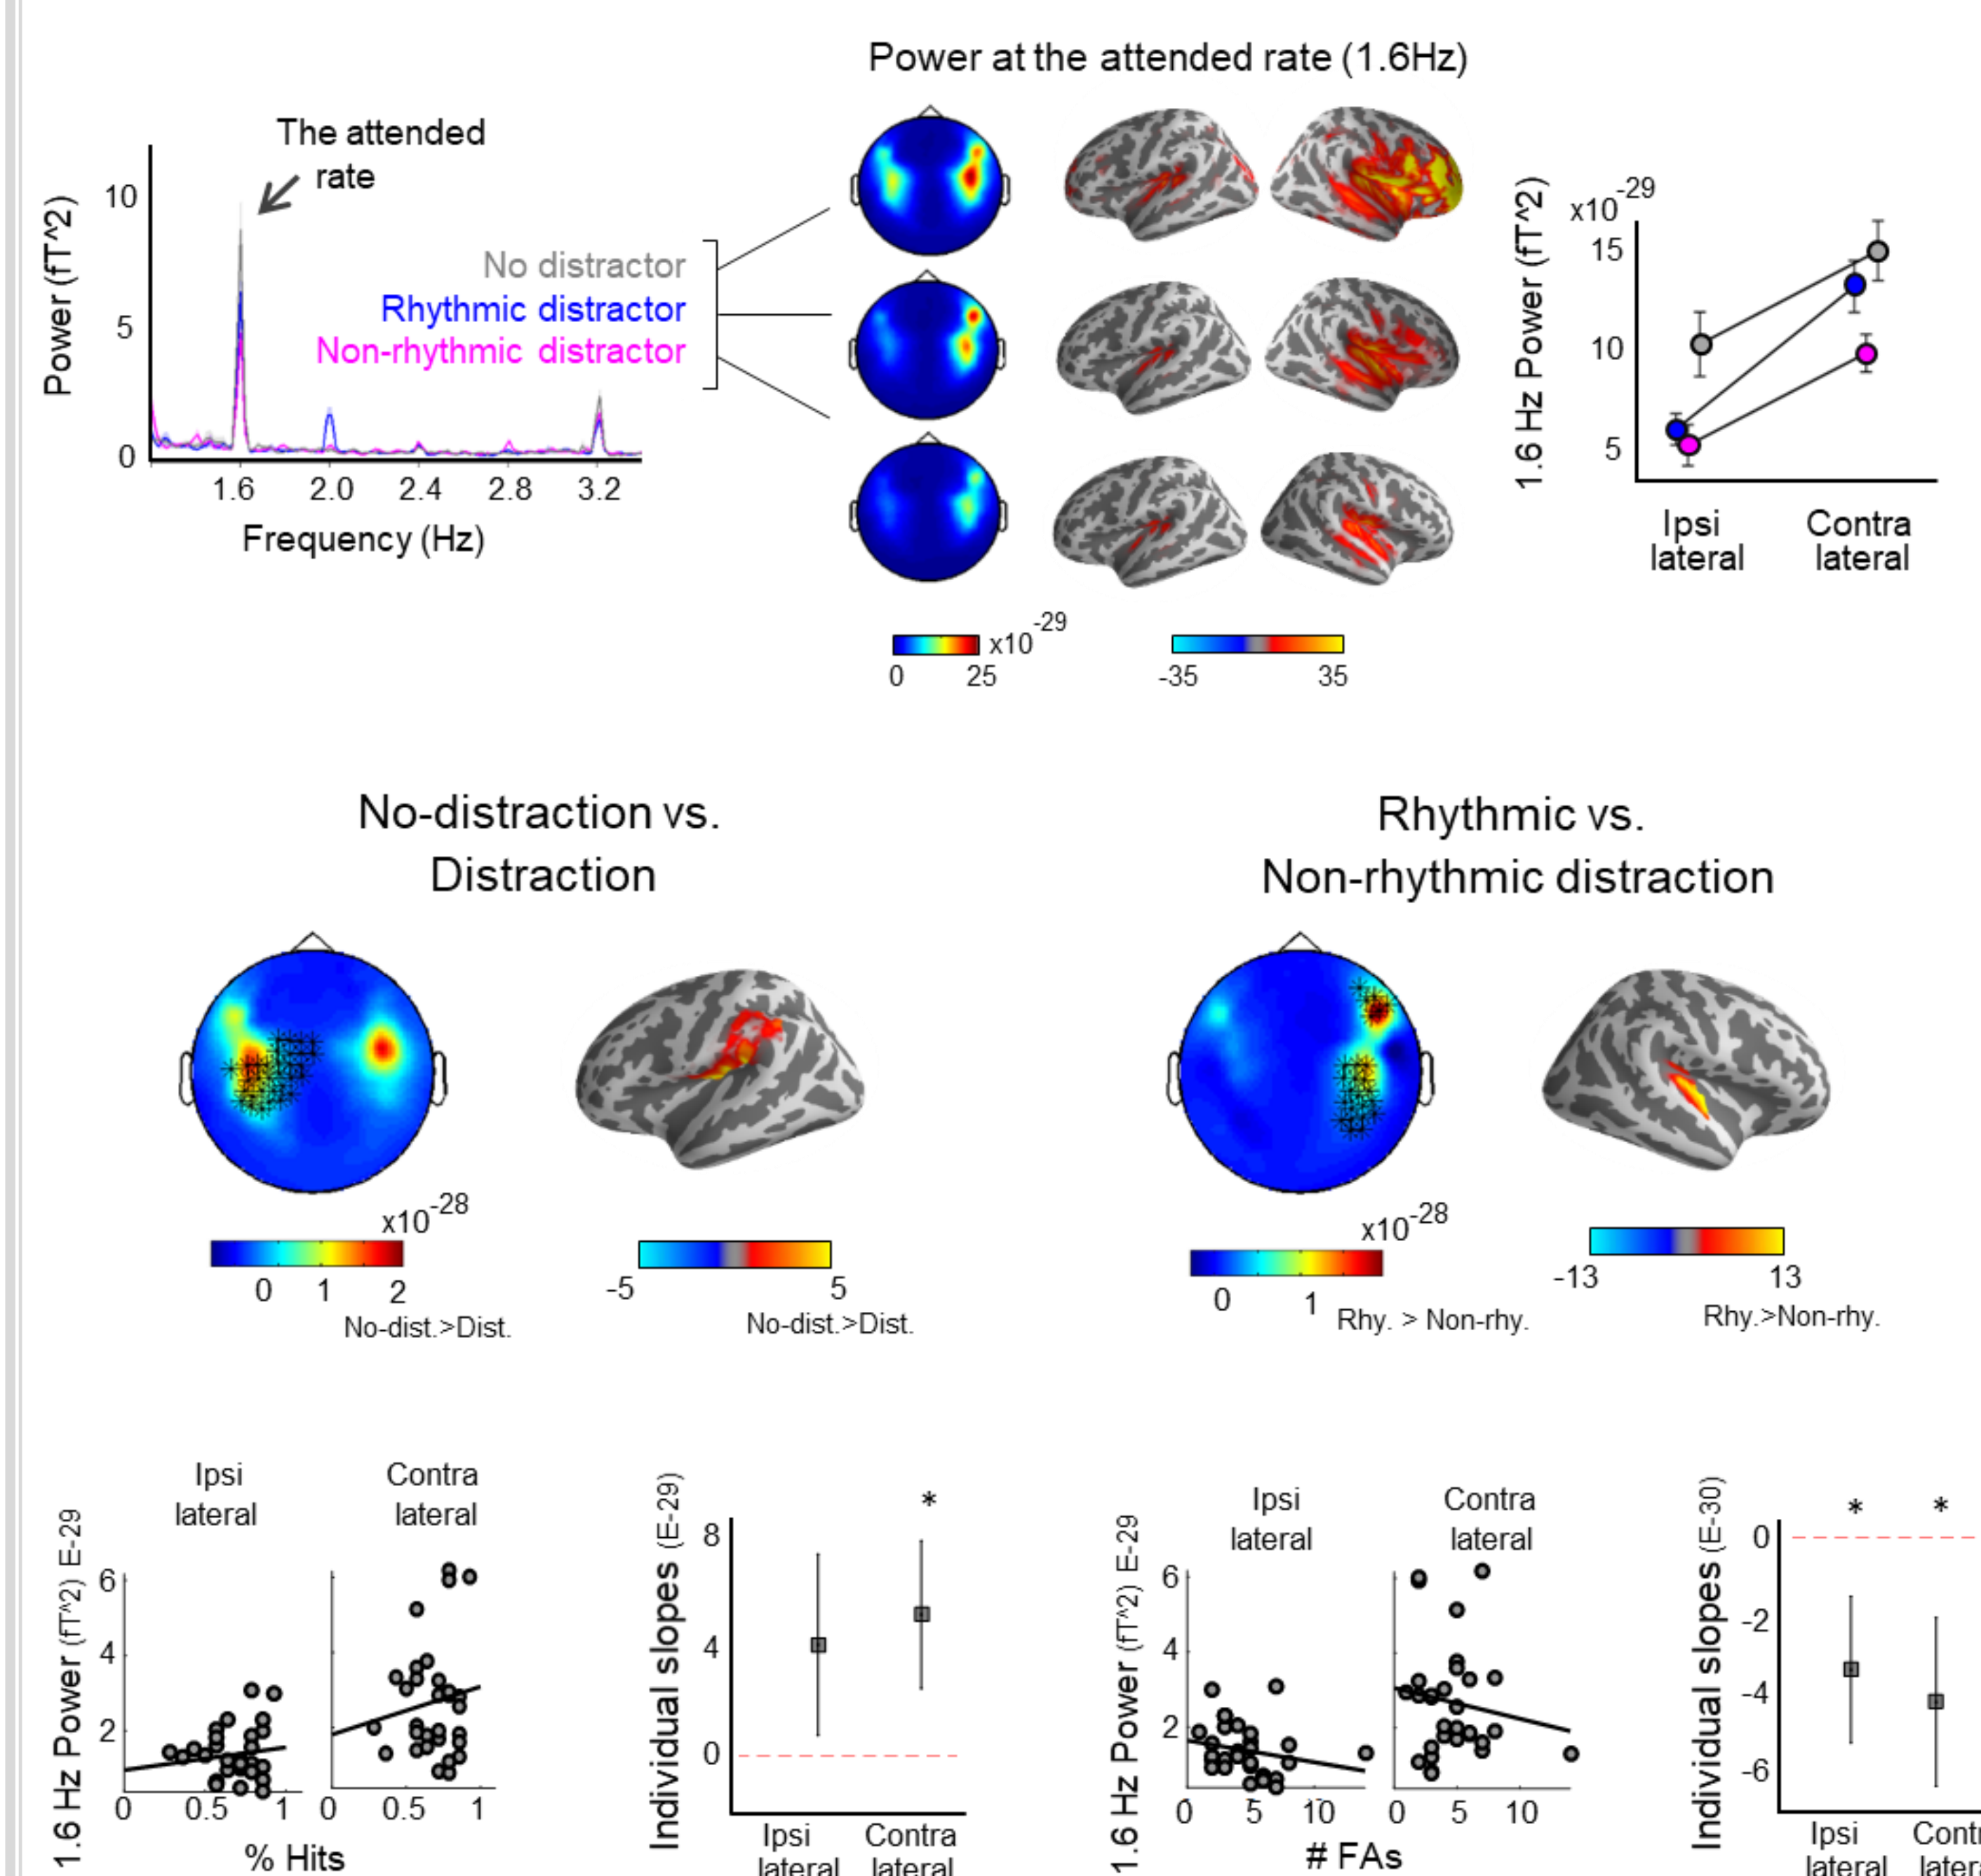 Power at the attended rate (1.6Hz)
The attended
rate
Power (fT^2)
10
5
0
No distractor
Rhythmic distractor
Non-rhythmic distractor
1.6 2.0 2.4 2.8 3.2
Frequency (Hz)
x10-29
0 25
-35 35
1.6 Hz Power (fT^2)
x10-29
15
10
5
Ipsi Contra
lateral lateral
No-distraction vs.
Distraction
x10-28
0 1 2
No-dist.>Dist.
-5 5
No-dist.>Dist.
Rhythmic vs.
Non-rhythmic distraction
x10-28
0 1
Rhy. > Non-rhy.
-13 13
Rhy.>Non-rhy.
1.6 Hz Power (fT^2) E-29
Ipsi Contra
lateral lateral
6
4
2
0 0.5 1 0 0.5 1
% Hits
Individual slopes (E-29)
*
8
4
0
Ipsi Contra
lateral lateral
1.6 Hz Power (fT^2) E-29
Ipsi Contra
lateral lateral
6
4
2
0 5 10 0 5 10
# FAs
Individual slopes (E-30)
* *
0
-2
-4
-6
Ipsi Contr
lateral later